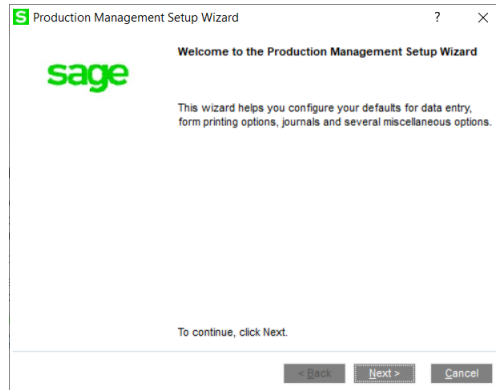 S Production Management Setup Wizard ? ×
sage
Welcome to the Production Management Setup Wizard
This wizard helps you configure your defaults for data entry,
form printing options, journals and several miscellaneous options.
To continue, click Next.
< Back Next > Cancel